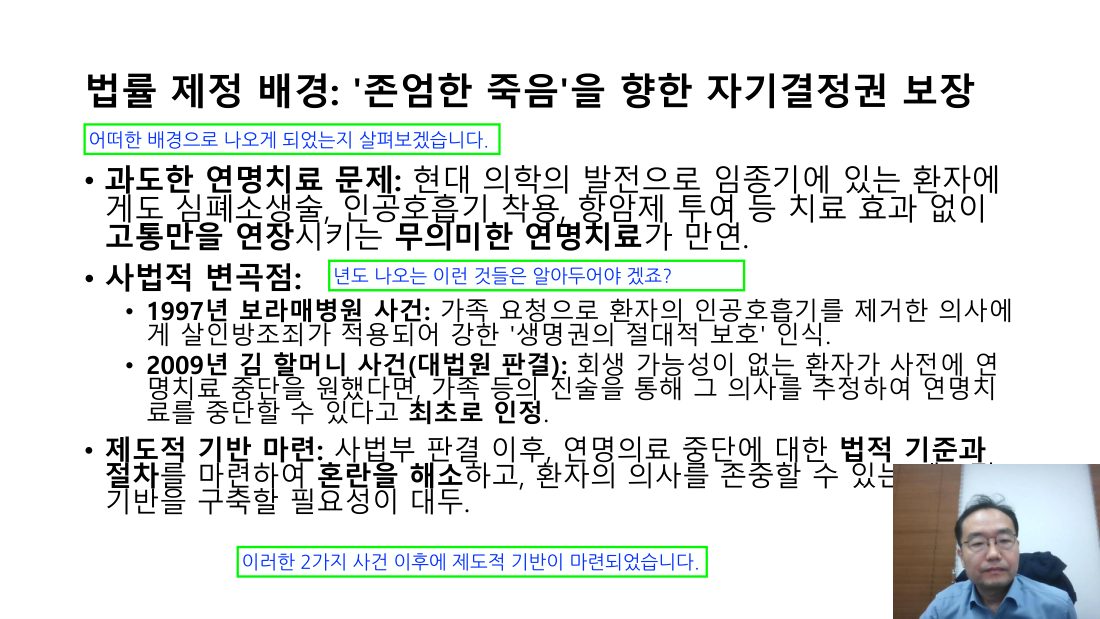 법률 제정 배경: '존엄한 죽음'을 향한 자기결정권 보장
어떠한 배경으로 나오게 되었는지 살펴보겠습니다.
• 과도한 연명치료 문제: 현대 의학의 발전으로 임종기에 있는 환자에
게도 심폐소생술, 인공호흡기 착용, 항암제 투여 등 치료 효과 없이
고통만을 연장시키는 무의미한 연명치료가 만연.
• 사법적 변곡점:
년도 나오는 이런 것들은 알아두어야 겠죠?
• 1997년 보라매병원 사건: 가족 요청으로 환자의 인공호흡기를 제거한 의사에
게 살인방조죄가 적용되어 강한 '생명권의 절대적 보호' 인식.
• 2009년 김 할머니 사건(대법원 판결): 회생 가능성이 없는 환자가 사전에 연
명치료 중단을 원했다면, 가족 등의 진술을 통해 그 의사를 추정하여 연명치
료를 중단할 수 있다고 최초로 인정.
• 제도적 기반 마련: 사법부 판결 이후, 연명의료 중단에 대한 법적 기준과
절차를 마련하여 혼란을 해소하고, 환자의 의사를 존중할 수 있는
기반을 구축할 필요성이 대두.
이러한 2가지 사건 이후에 제도적 기반이 마련되었습니다.